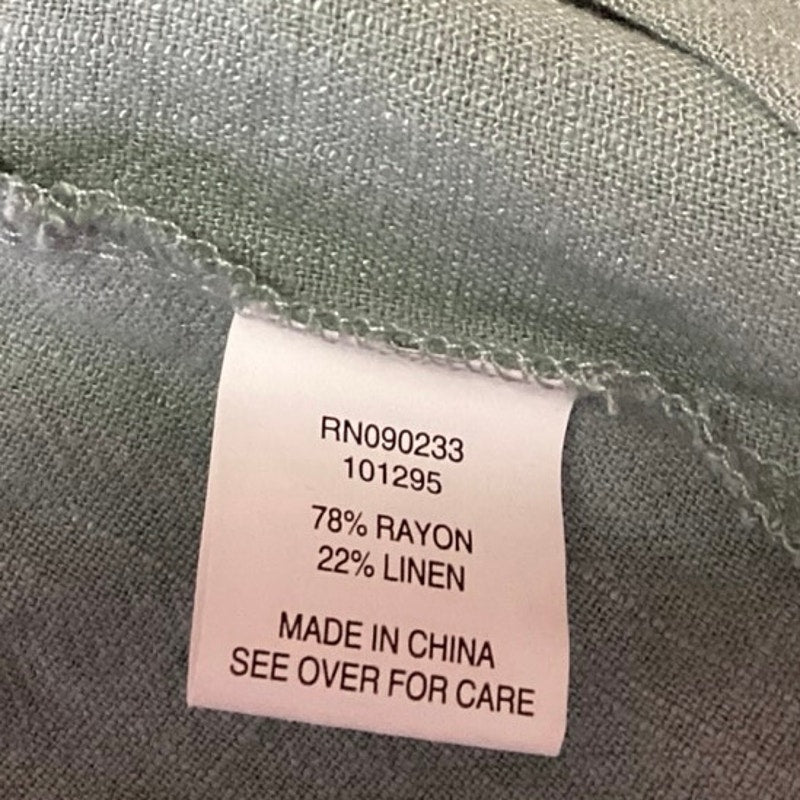 RN090233
101295
78% RAYON
22% LINEN
MADE IN CHINA
SEE OVER FOR CARE